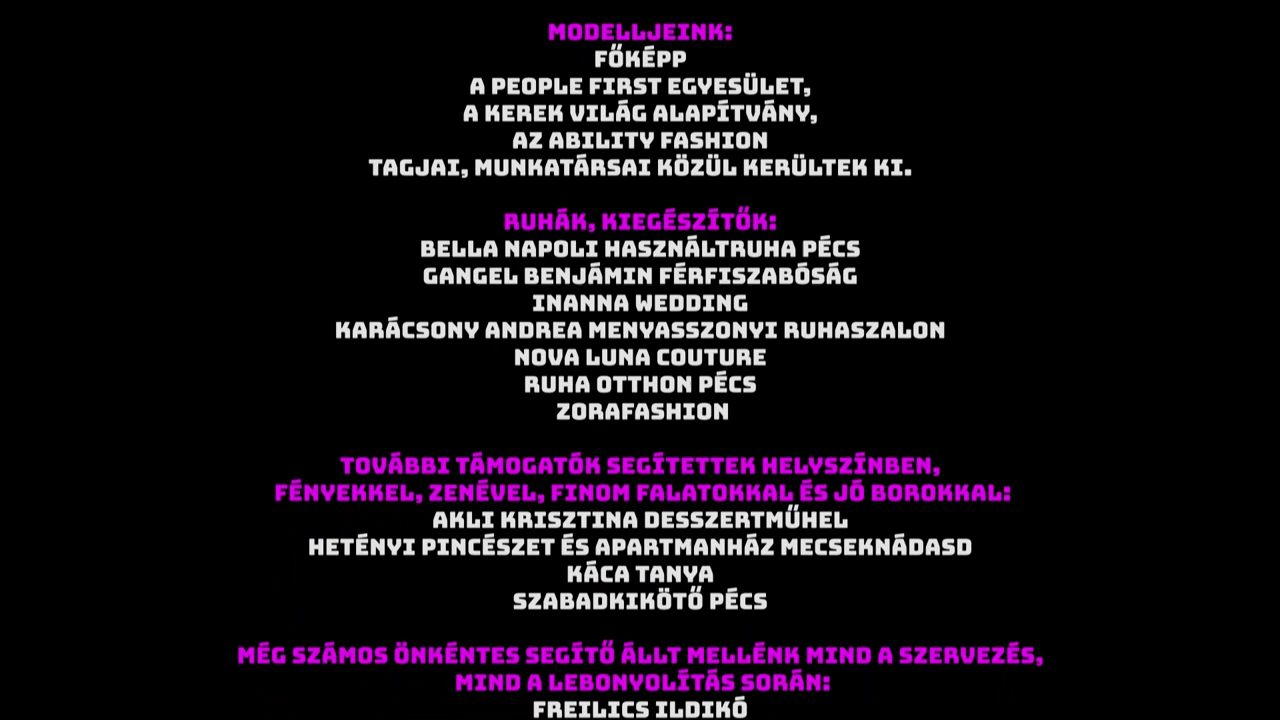 MODELLJEINK:
FŐKÉPP
A PEOPLE FIRST EGYESÜLET,
A KEREK VILÁG ALAPÍTVÁNY,
AZ ABILITY FASHION
TAGJAI, MUNKATÁRSAI KÖZÜL KERÜLTEK KI.
RUHÁK, KIEGÉSZÍTŐK:
BELLA NAPOLI HASZNÁLTRUHA PÉCS
GANGEL BENJÁMIN FÉRFISZABÓSÁG
INANNA WEDDING
KARÁCSONY ANDREA MENYASSZONYI RUHASZALON
NOVA LUNA COUTURE
RUHA OTTHON PÉCS
ZORAFASHION
TOVÁBBI TÁMOGATÓK SEGÍTETTEK HELYSZÍNBEN,
FÉNYEKKEL, ZENÉVEL, FINOM FALATOKKAL ÉS JÓ BOROKKAL:
AKLI KRISZTINA DESSZERTMŰHEL
HETÉNYI PINCÉSZET ÉS APARTMANHÁZ MECSEKNÁDASD
KÁCA TANYA
SZABADKIKÖTŐ PÉCS
MÉG SZÁMOS ÖNKÉNTES SEGÍTŐ ÁLLT MELLÉNK MIND A SZERVEZÉS,
MIND A LEBONYOLÍTÁS SORÁN:
FREILICS ILDIKÓ